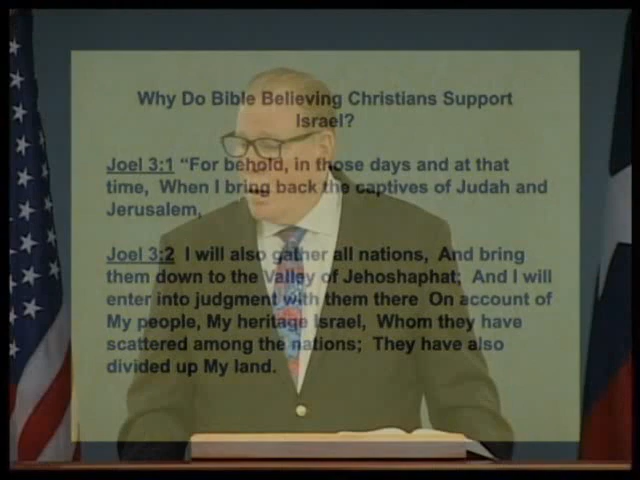 Why Do Bible Believing Christians Support
Israel?
Joel 3:1 “For behold, in those days and at that
time, When I bring back the captives of Judah and
Jerusalem,
Joel 3:2 I will also gather all nations, And bring
them down to the Valley of Jehoshaphat; And I will
enter into judgment with them there On account of
My people, My heritage Israel, Whom they have
scattered among the nations; They have also
divided up My land.